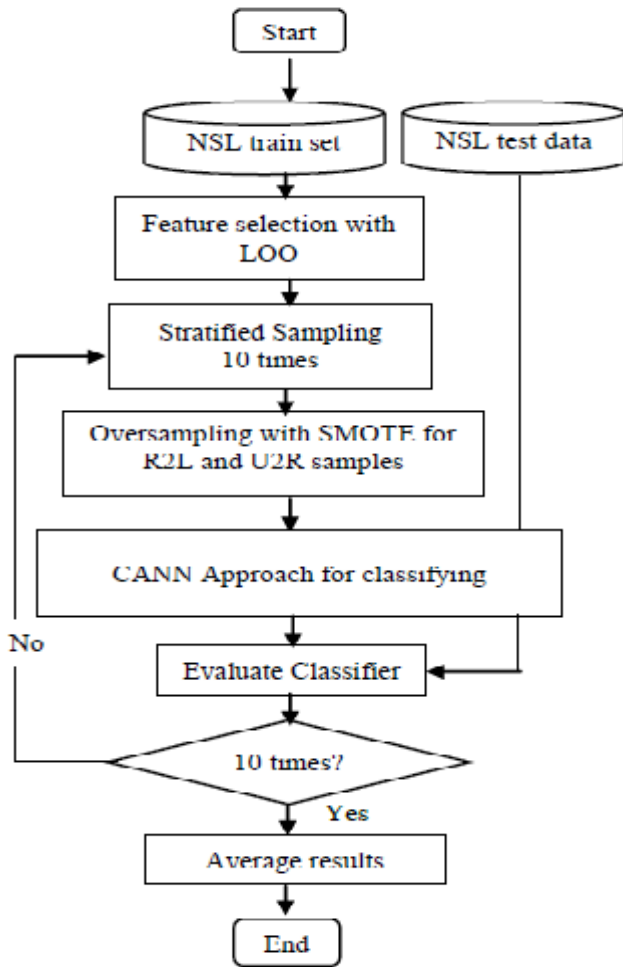 Start
NSL train set
NSL test data
Feature selection with
LOO
Stratified Sampling
10 times
Oversampling with SMOTE for
R2L and U2R samples
CANN Approach for classifying
No
Evaluate Classifier
10 times?
Yes
Average results
End